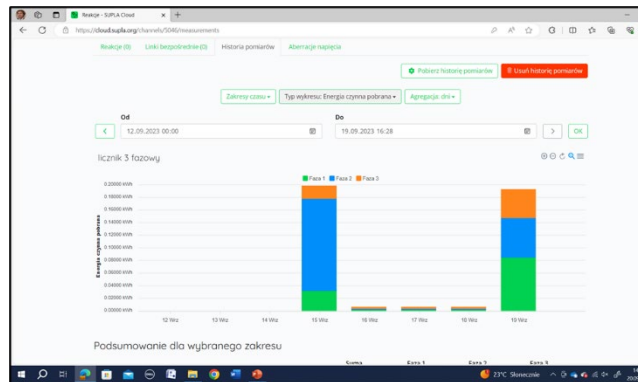 Reakcje - SUPLA Cloud
https://cloud.supla.org/channels/5046/measurements
Reakcje (0) Linki bezpośrednie (0) Historia pomiarów Aberracje napięcia
Pobierz historię pomiarów Usuń historię pomiarów
Zakresy czasu Typ wykresu: Energia czynna pobrana Agregacja: dni
Od Do
12.09.2023 00:00 19.09.2023 16:28 OK
licznik 3 fazowy
Faza 1 Faza 2 Faza 3
0.20000 kWh
0.18000 kWh
0.16000 kWh
0.14000 kWh
0.12000 kWh
0.10000 kWh
0.08000 kWh
0.06000 kWh
0.04000 kWh
0.02000 kWh
0.00000 kWh
Energia czynna pobrana
12 Wrz 13 Wrz 14 Wrz 15 Wrz 16 Wrz 17 Wrz 18 Wrz 19 Wrz
Podsumowanie dla wybranego zakresu
Suma Faza 1 Faza 2 Faza 3
23°C Słonecznie